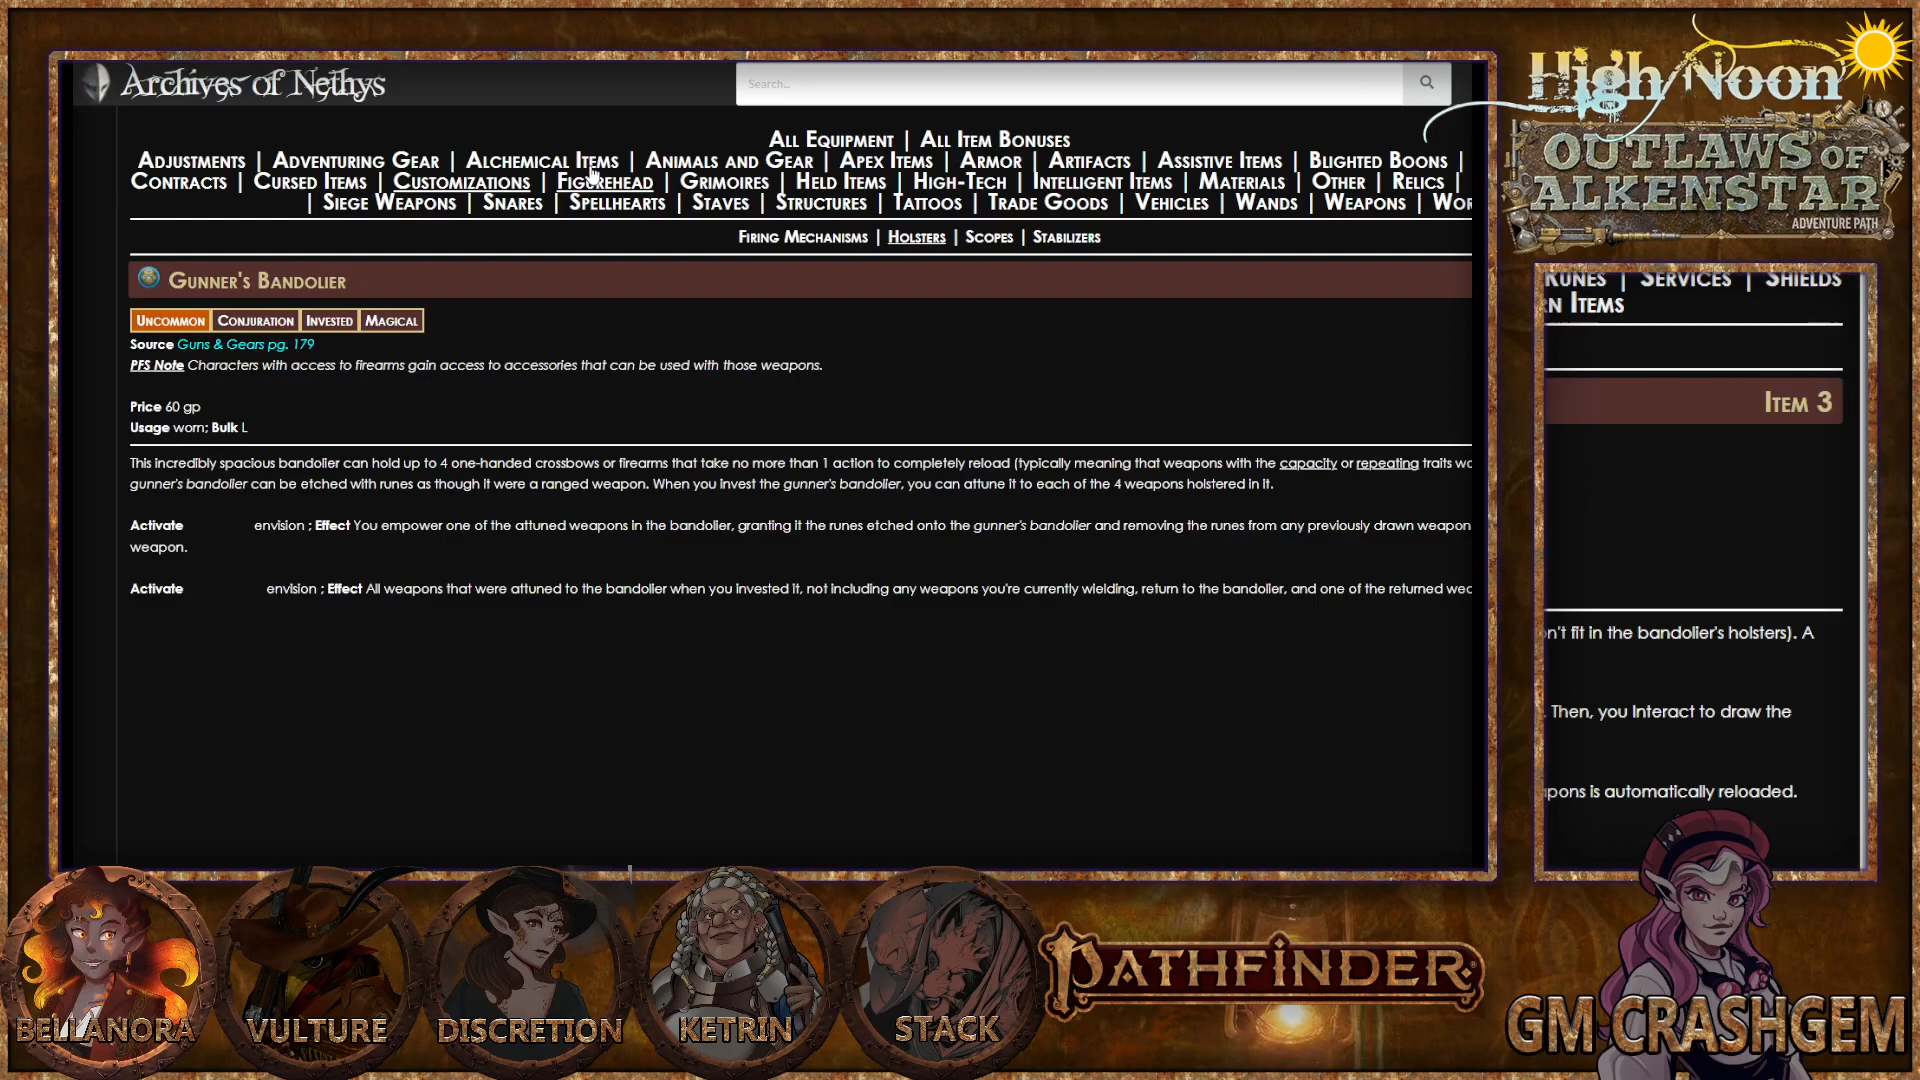 Archives of Nethys
Search...
High Noon
OUTLAWS OF
ALKENSTAR
ADVENTURE PATH
All Equipment | All Item Bonuses
Adjustments | Adventuring Gear | Alchemical Items | Animals and Gear | Apex Items | Armor | Artifacts | Assistive Items | Blighted Boons |
Contracts | Cursed Items | Customizations | Figurehead | Grimoires | Held Items | High-Tech | Intelligent Items | Materials | Other | Relics |
| Siege Weapons | Snares | Spellhearts | Staves | Structures | Tattoos | Trade Goods | Vehicles | Wands | Weapons | Wor
Firing Mechanisms | Holsters | Scopes | Stabilizers
Gunner's Bandolier
Uncommon Conjuration Invested Magical
Source Guns & Gears pg. 179
PFS Note Characters with access to firearms gain access to accessories that can be used with those weapons.
Price 60 gp
Usage worn; Bulk L
This incredibly spacious bandolier can hold up to 4 one-handed crossbows or firearms that take no more than 1 action to completely reload (typically meaning that weapons with the capacity or repeating traits wo
gunner's bandolier can be etched with runes as though it were a ranged weapon. When you invest the gunner's bandolier, you can attune it to each of the 4 weapons holstered in it.
Activate envision ; Effect You empower one of the attuned weapons in the bandolier, granting it the runes etched onto the gunner's bandolier and removing the runes from any previously drawn weapon
weapon.
Activate envision ; Effect All weapons that were attuned to the bandolier when you invested it, not including any weapons you're currently wielding, return to the bandolier, and one of the returned wea
Runes | Services | Shields
rn Items
Item 3
on't fit in the bandolier's holsters). A
. Then, you Interact to draw the
apons is automatically reloaded.
BELLANORA
VULTURE
DISCRETION
KETRIN
STACK
PATHFINDER
GM CRASHGEM